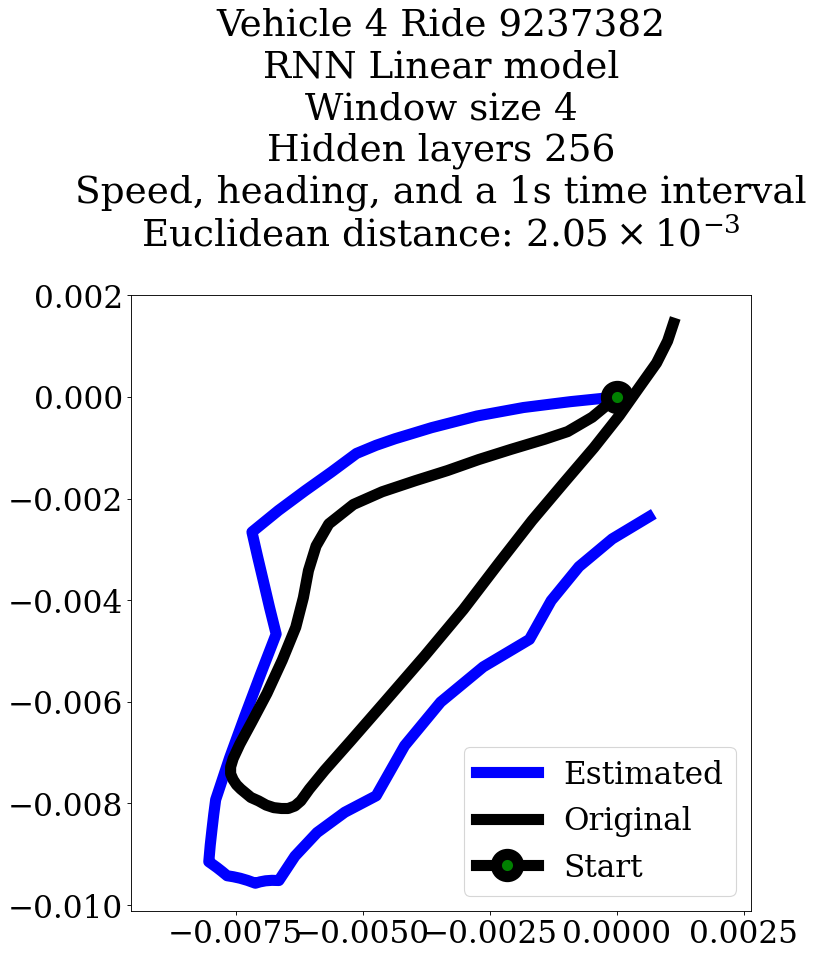 Vehicle 4 Ride 9237382
RNN Linear model
Window size 4
Hidden layers 256
Speed, heading, and a 1s time interval
Euclidean distance: 2.05 × 10⁻³
0.002
0.000
−0.002
−0.004
−0.006
−0.008
−0.010
Estimated
Original
Start
−0.0075 −0.0050 −0.0025 0.0000 0.0025